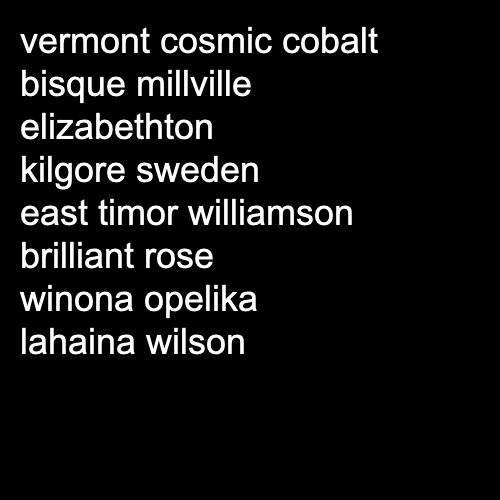 vermont cosmic cobalt
bisque millville
elizabethton
kilgore sweden
east timor williamson
brilliant rose
winona opelika
lahaina wilson